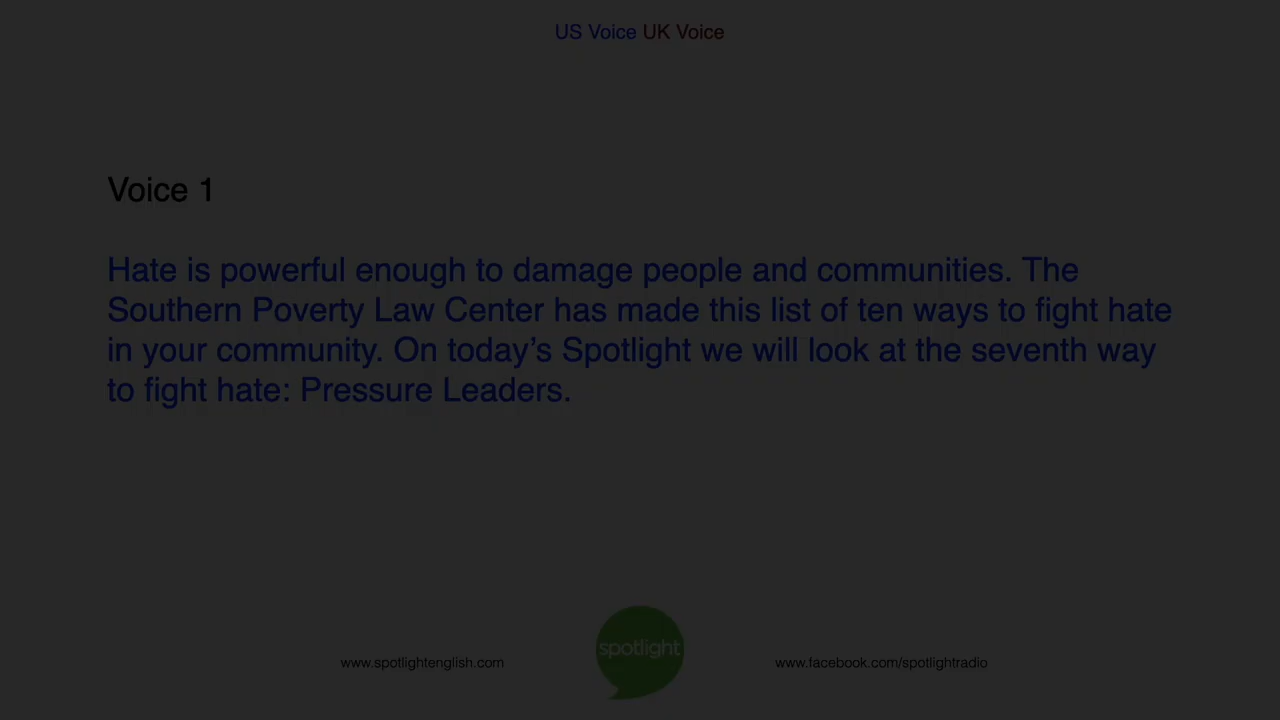 US Voice UK Voice
Voice 1
Hate is powerful enough to damage people and communities. The
Southern Poverty Law Center has made this list of ten ways to fight hate
in your community. On today’s Spotlight we will look at the seventh way
to fight hate: Pressure Leaders.
spotlight
www.spotlightenglish.com
www.facebook.com/spotlightradio